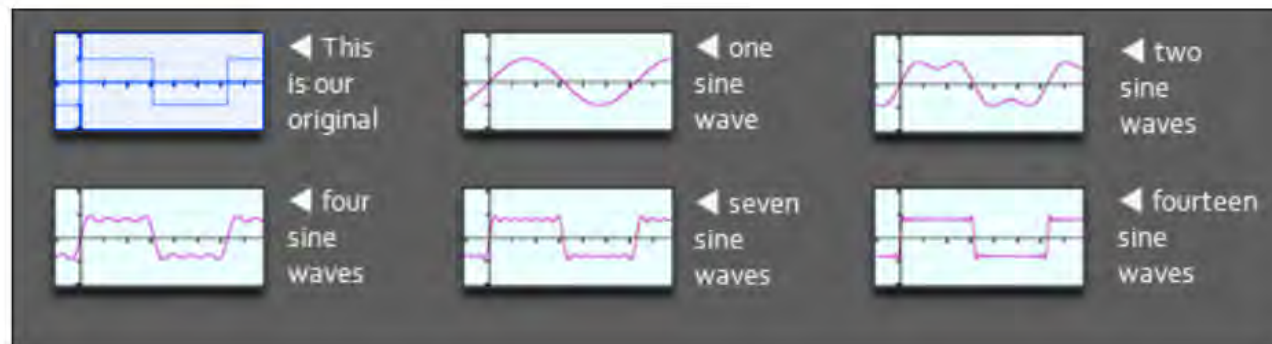 ◀ This
is our
original
◀ one
sine
wave
◀ two
sine
waves
◀ four
sine
waves
◀ seven
sine
waves
◀ fourteen
sine
waves